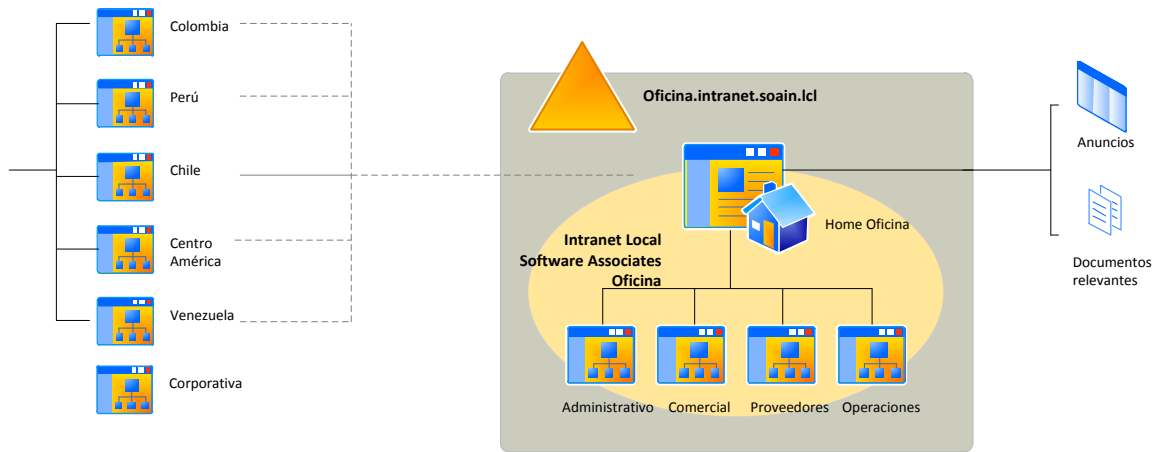 Colombia
Perú
Chile
Centro
América
Venezuela
Corporativa
Oficina.intranet.soain.lcl
Home Oficina
Intranet Local
Software Associates
Oficina
Administrativo
Comercial
Proveedores
Operaciones
Anuncios
Documentos
relevantes